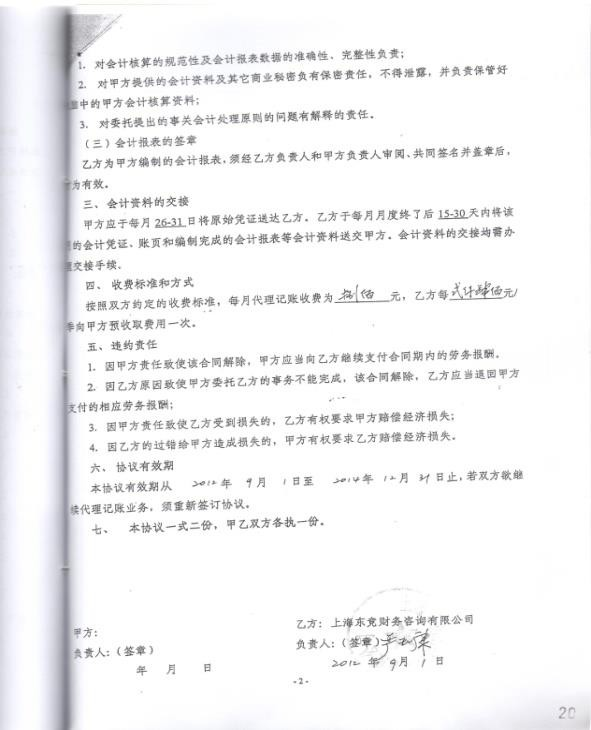 1. 对会计核算的规范性及会计报表数据的准确性、完整性负责;
2. 对甲方提供的会计资料及其它商业秘密负有保密责任,不得泄露,并负责保管好
中的甲方会计核算资料;
3. 对委托提出的事关会计处理原则的问题有解释的责任。
(三)会计报表的签章
乙方为甲方编制的会计报表,须经乙方负责人和甲方负责人审阅、共同签名并盖章后,
为有效。
三、会计资料的交接
甲方应于每月 26-31 日将原始凭证送达乙方。乙方于每月月度终了后 15-30 天内将该
的会计凭证、账页和编制完成的会计报表等会计资料送交甲方。会计资料的交接均需办
交接手续。
四、收费标准和方式
按照双方约定的收费标准,每月代理记账收费为 捌佰 元,乙方每 贰仟肆佰元/
季向甲方预收取费用一次。
五、违约责任
1. 因甲方责任致使该合同解除,甲方应当向乙方继续支付合同期内的劳务报酬。
2. 因乙方原因致使甲方委托乙方的事务不能完成,该合同解除,乙方应当退回甲方
支付的相应劳务报酬;
3. 因甲方责任致使乙方受到损失的,乙方有权要求甲方赔偿经济损失;
4. 因乙方的过错给甲方造成损失的,甲方有权要求乙方赔偿经济损失。
六、协议有效期
本协议有效期从 2012 年 9 月 1 日至 2014 年 12 月 31 日止,若双方欲继
续代理记账业务,须重新签订协议。
七、 本协议一式二份,甲乙双方各执一份。
甲方:
负责人:(签章)
年 月 日
乙方:上海东竞财务咨询有限公司
负责人:(签章)
2012 年 9 月 1 日
-2-
20